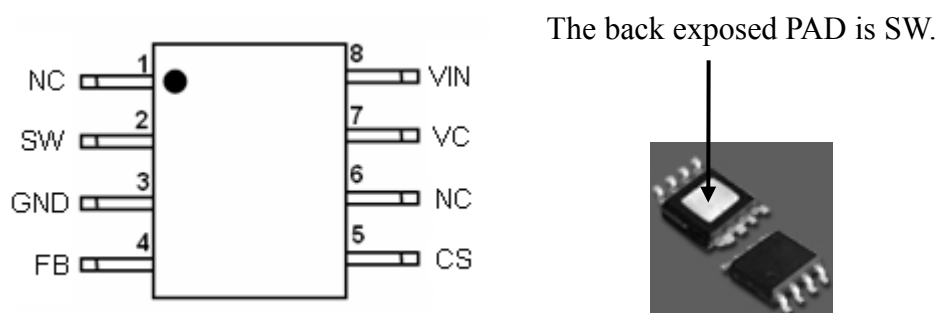 The back exposed PAD is SW.
NC 1 8 VIN
SW 2 7 VC
GND 3 6 NC
FB 4 5 CS